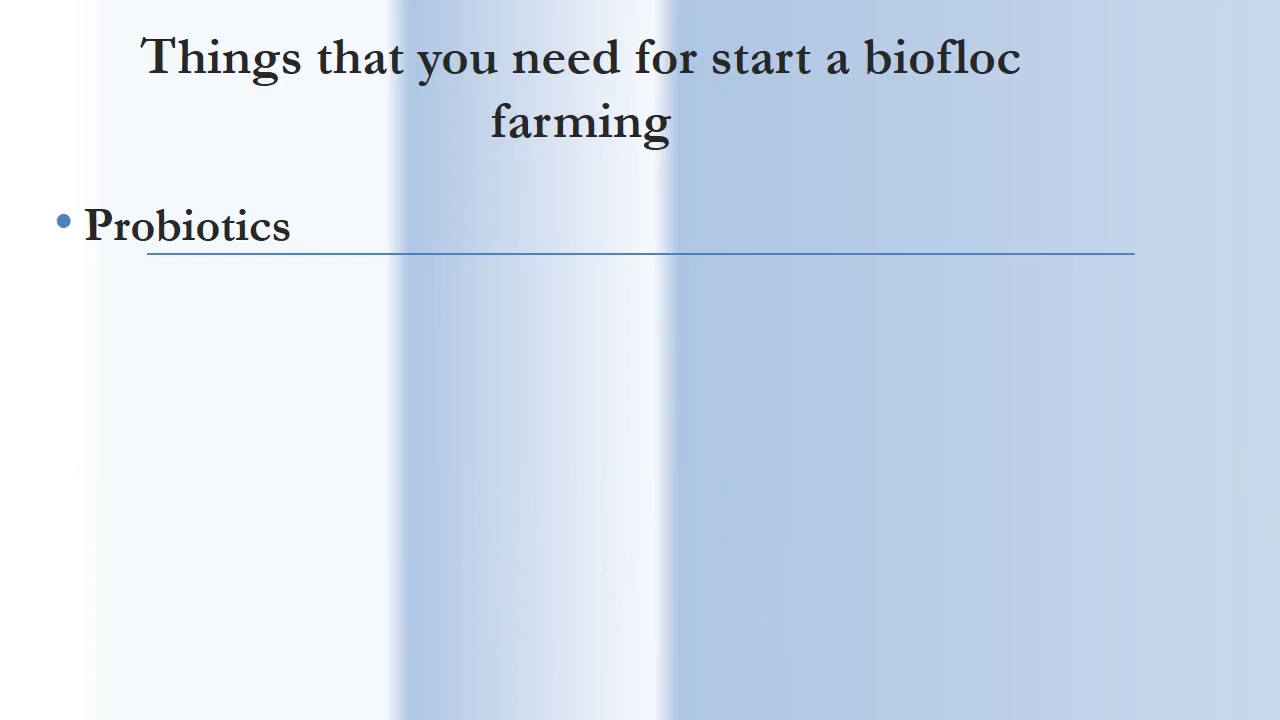 Things that you need for start a biofloc
farming
• Probiotics